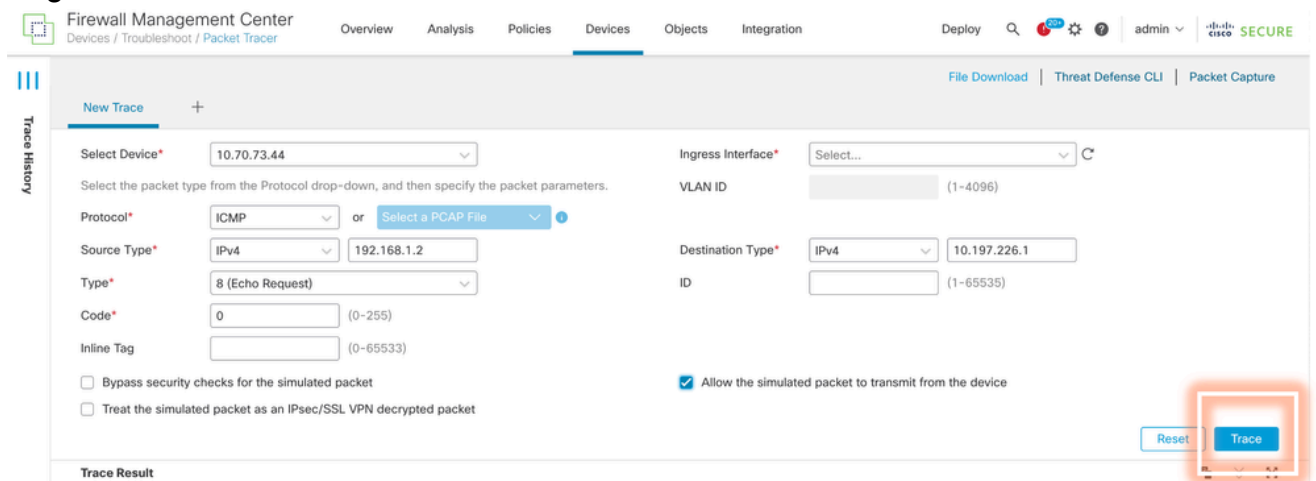 Firewall Management Center
Devices / Troubleshoot / Packet Tracer
Overview Analysis Policies Devices Objects Integration Deploy 20+ admin cisco SECURE
File Download | Threat Defense CLI | Packet Capture
Trace History
New Trace +
Select Device* 10.70.73.44 Ingress Interface* Select...
Select the packet type from the Protocol drop-down, and then specify the packet parameters. VLAN ID (1-4096)
Protocol* ICMP or Select a PCAP File
Source Type* IPv4 192.168.1.2 Destination Type* IPv4 10.197.226.1
Type* 8 (Echo Request) ID (1-65535)
Code* 0 (0-255)
Inline Tag (0-65533)
Bypass security checks for the simulated packet Allow the simulated packet to transmit from the device
Treat the simulated packet as an IPsec/SSL VPN decrypted packet
Reset Trace
Trace Result